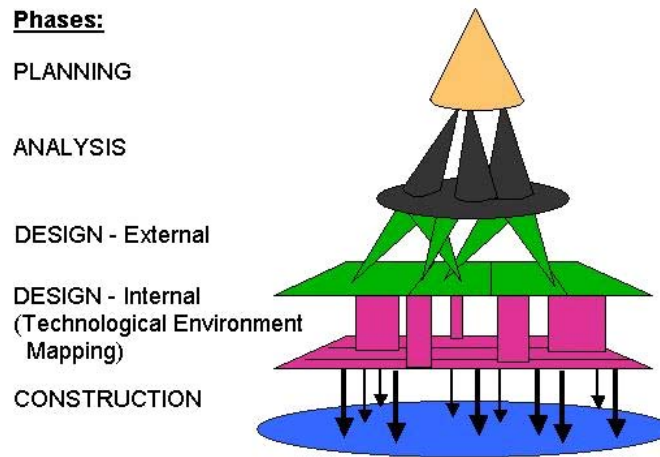 Phases:
PLANNING
ANALYSIS
DESIGN - External
DESIGN - Internal
(Technological Environment
Mapping)
CONSTRUCTION